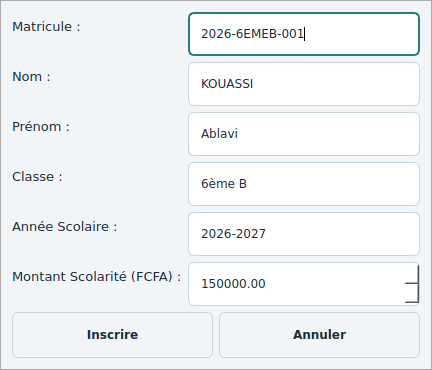 Matricule : 2026-6EMEB-001
Nom : KOUASSI
Prénom : Ablavi
Classe : 6ème B
Année Scolaire : 2026-2027
Montant Scolarité (FCFA) : 150000.00
Inscrire Annuler